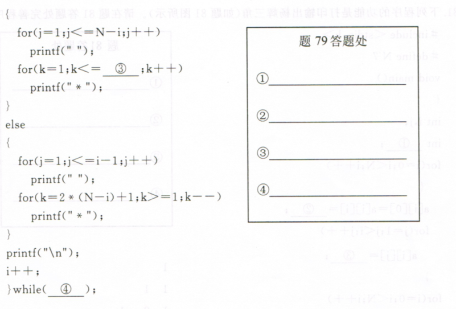 {
for(j=1;j<=N-i;j++)
printf(" ");
for(k=1;k<= ③ ;k++)
printf("*");
}
else
{
for(j=1;j<=i-1;j++)
printf(" ");
for(k=2*(N-i)+1;k>=1;k--)
printf("*");
}
printf("\n");
i++;
}while( ④ );
题 79 答题处
①
②
③
④